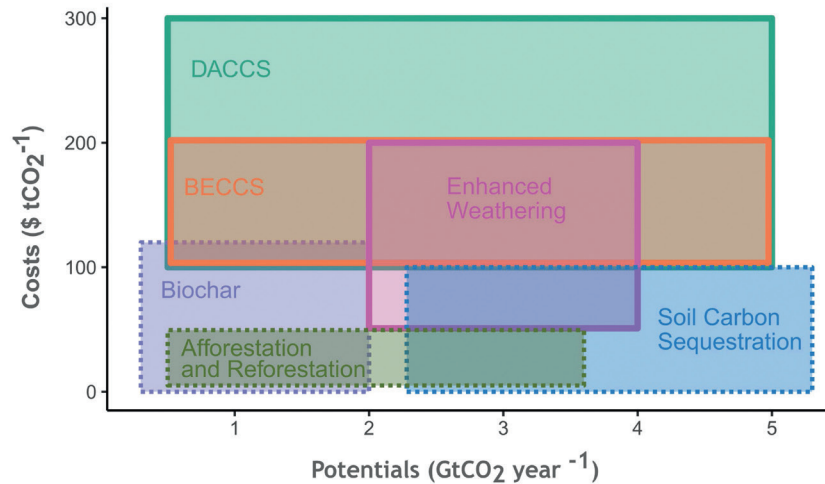 Costs ($ tCO2-1)
300
200
100
0
DACCS
BECCS
Enhanced
Weathering
Biochar
Soil Carbon
Sequestration
Afforestation
and Reforestation
1
2
3
4
5
Potentials (GtCO2 year -1)